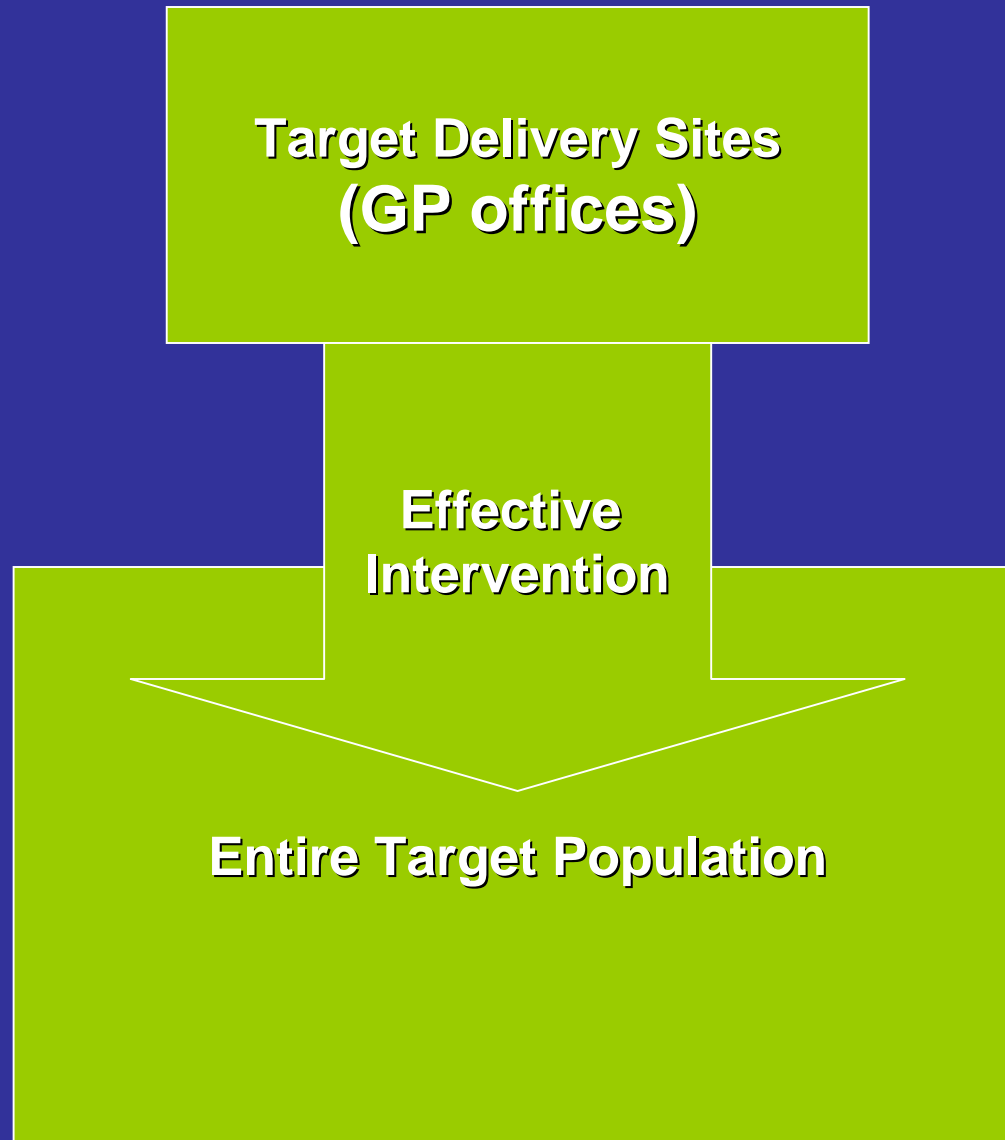 Target Delivery Sites
(GP offices)
Effective
Intervention
Entire Target Population